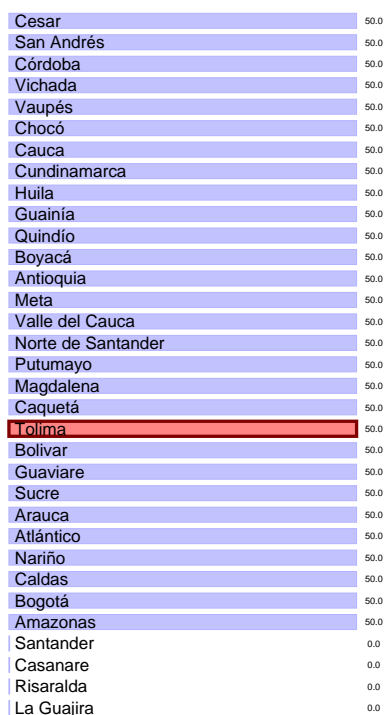 Cesar 50.0
San Andrés 50.0
Córdoba 50.0
Vichada 50.0
Vaupés 50.0
Chocó 50.0
Cauca 50.0
Cundinamarca 50.0
Huila 50.0
Guainía 50.0
Quindío 50.0
Boyacá 50.0
Antioquia 50.0
Meta 50.0
Valle del Cauca 50.0
Norte de Santander 50.0
Putumayo 50.0
Magdalena 50.0
Caquetá 50.0
Tolima 50.0
Bolivar 50.0
Guaviare 50.0
Sucre 50.0
Arauca 50.0
Atlántico 50.0
Nariño 50.0
Caldas 50.0
Bogotá 50.0
Amazonas 50.0
Santander 0.0
Casanare 0.0
Risaralda 0.0
La Guajira 0.0